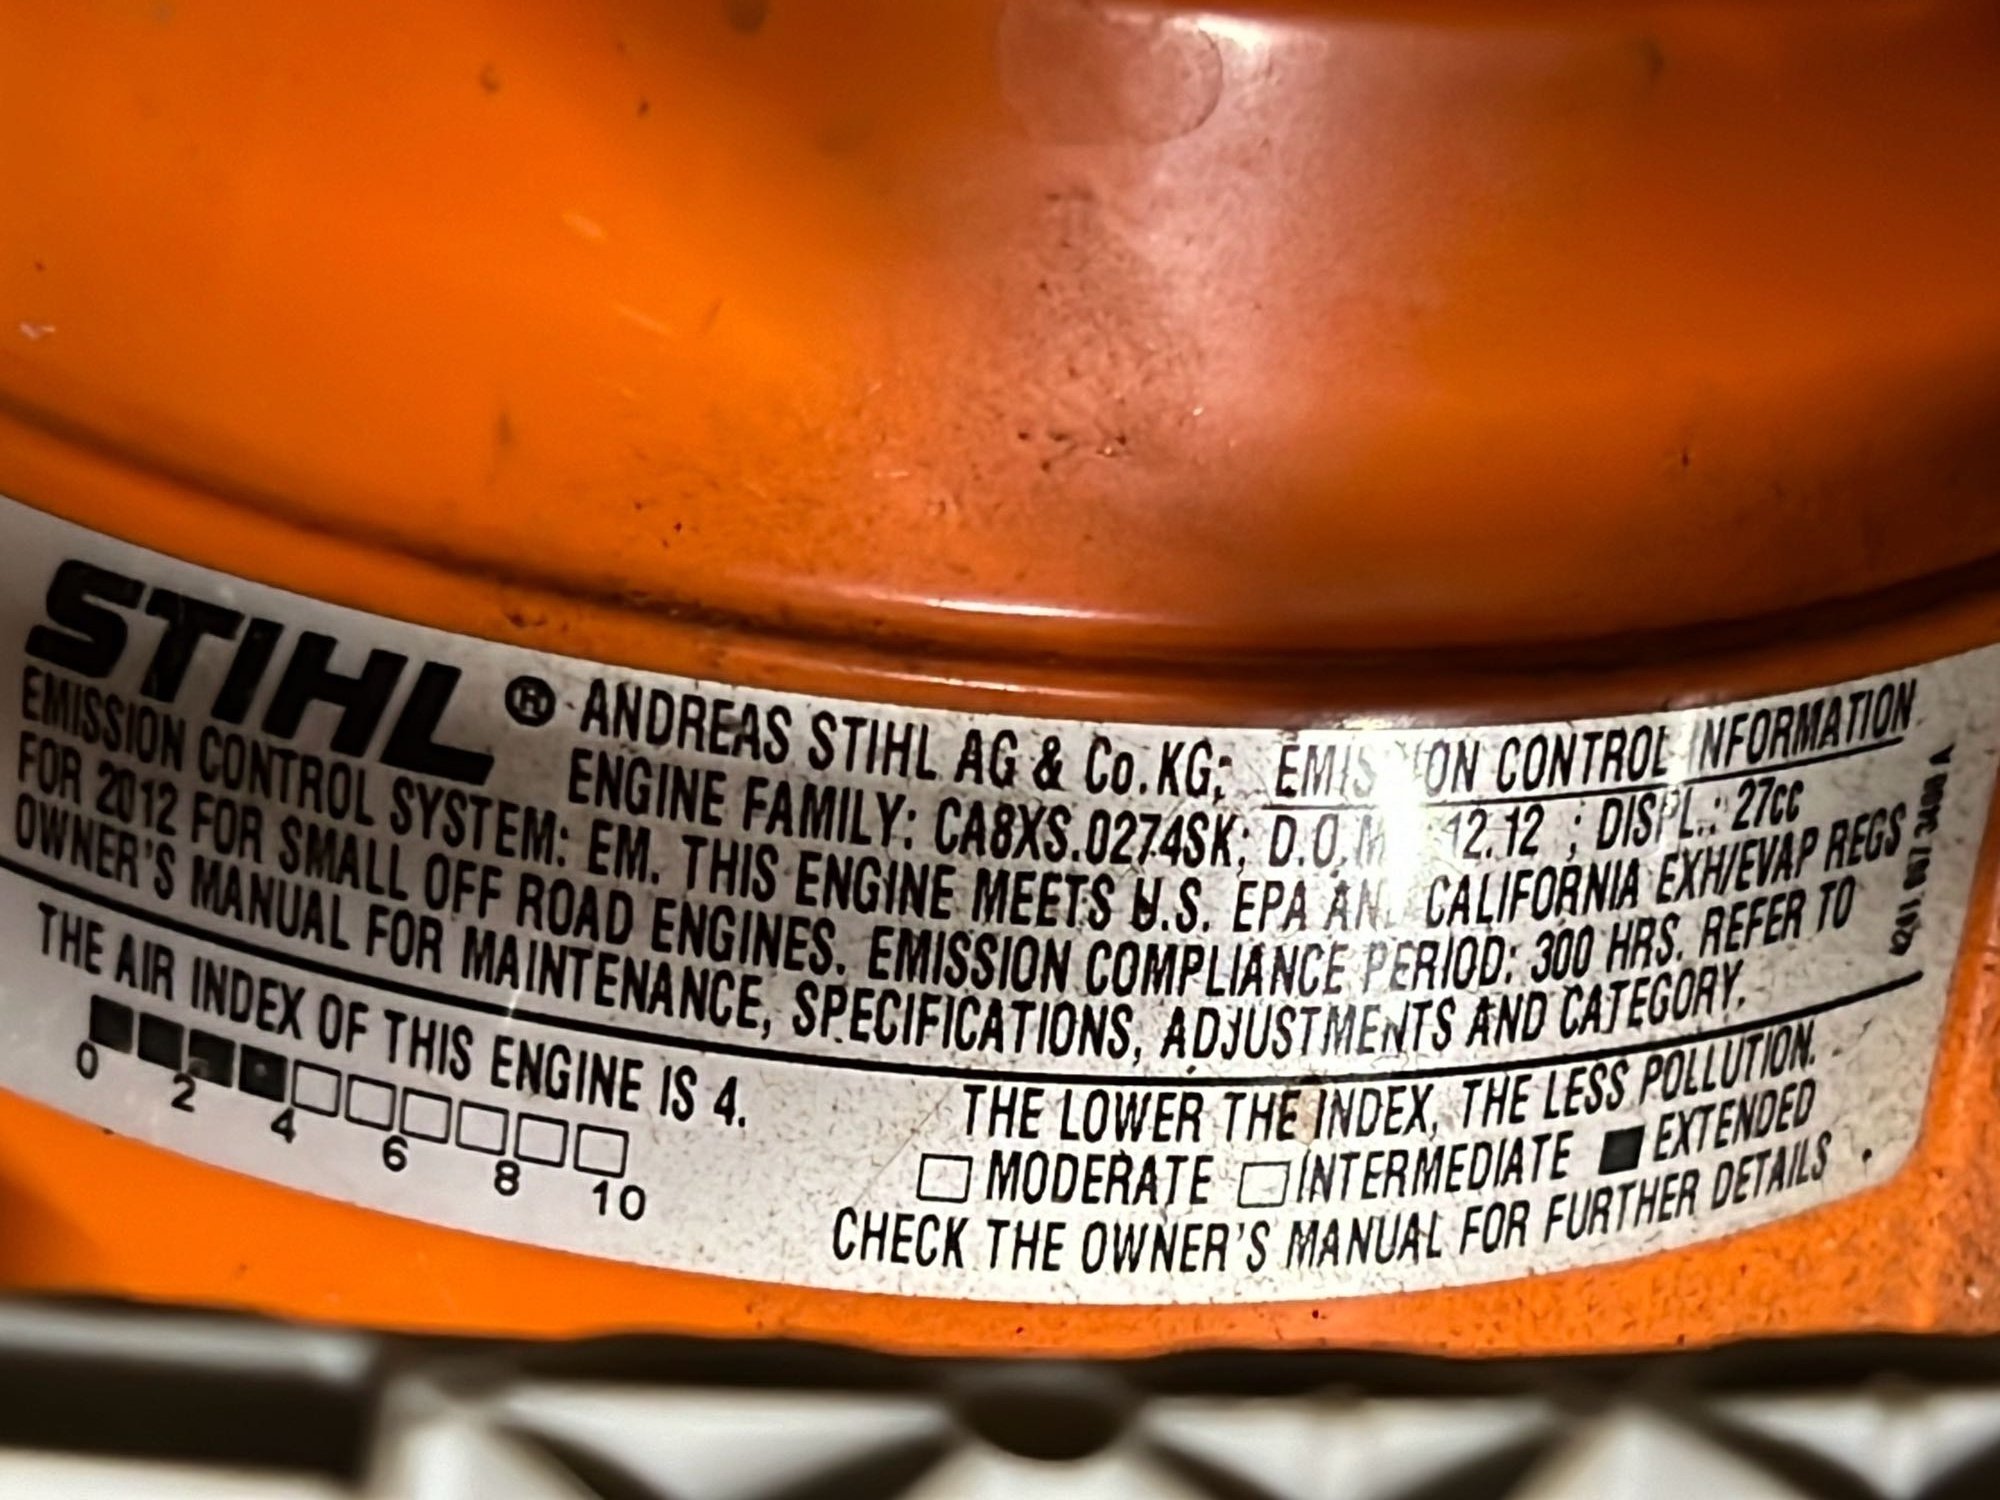 STIHL® ANDREAS STIHL AG & Co.KG; EMISSION CONTROL INFORMATION
ENGINE FAMILY: CA8XS.0274SK; D.O.M 12.12 ; DISPL.: 27cc
EMISSION CONTROL SYSTEM: EM. THIS ENGINE MEETS U.S. EPA AND CALIFORNIA EXH/EVAP REGS
FOR 2012 FOR SMALL OFF ROAD ENGINES. EMISSION COMPLIANCE PERIOD: 300 HRS. REFER TO
OWNER'S MANUAL FOR MAINTENANCE, SPECIFICATIONS, ADJUSTMENTS AND CATEGORY.
THE AIR INDEX OF THIS ENGINE IS 4.
0 2 4 6 8 10
THE LOWER THE INDEX, THE LESS POLLUTION.
MODERATE INTERMEDIATE EXTENDED
CHECK THE OWNER'S MANUAL FOR FURTHER DETAILS .